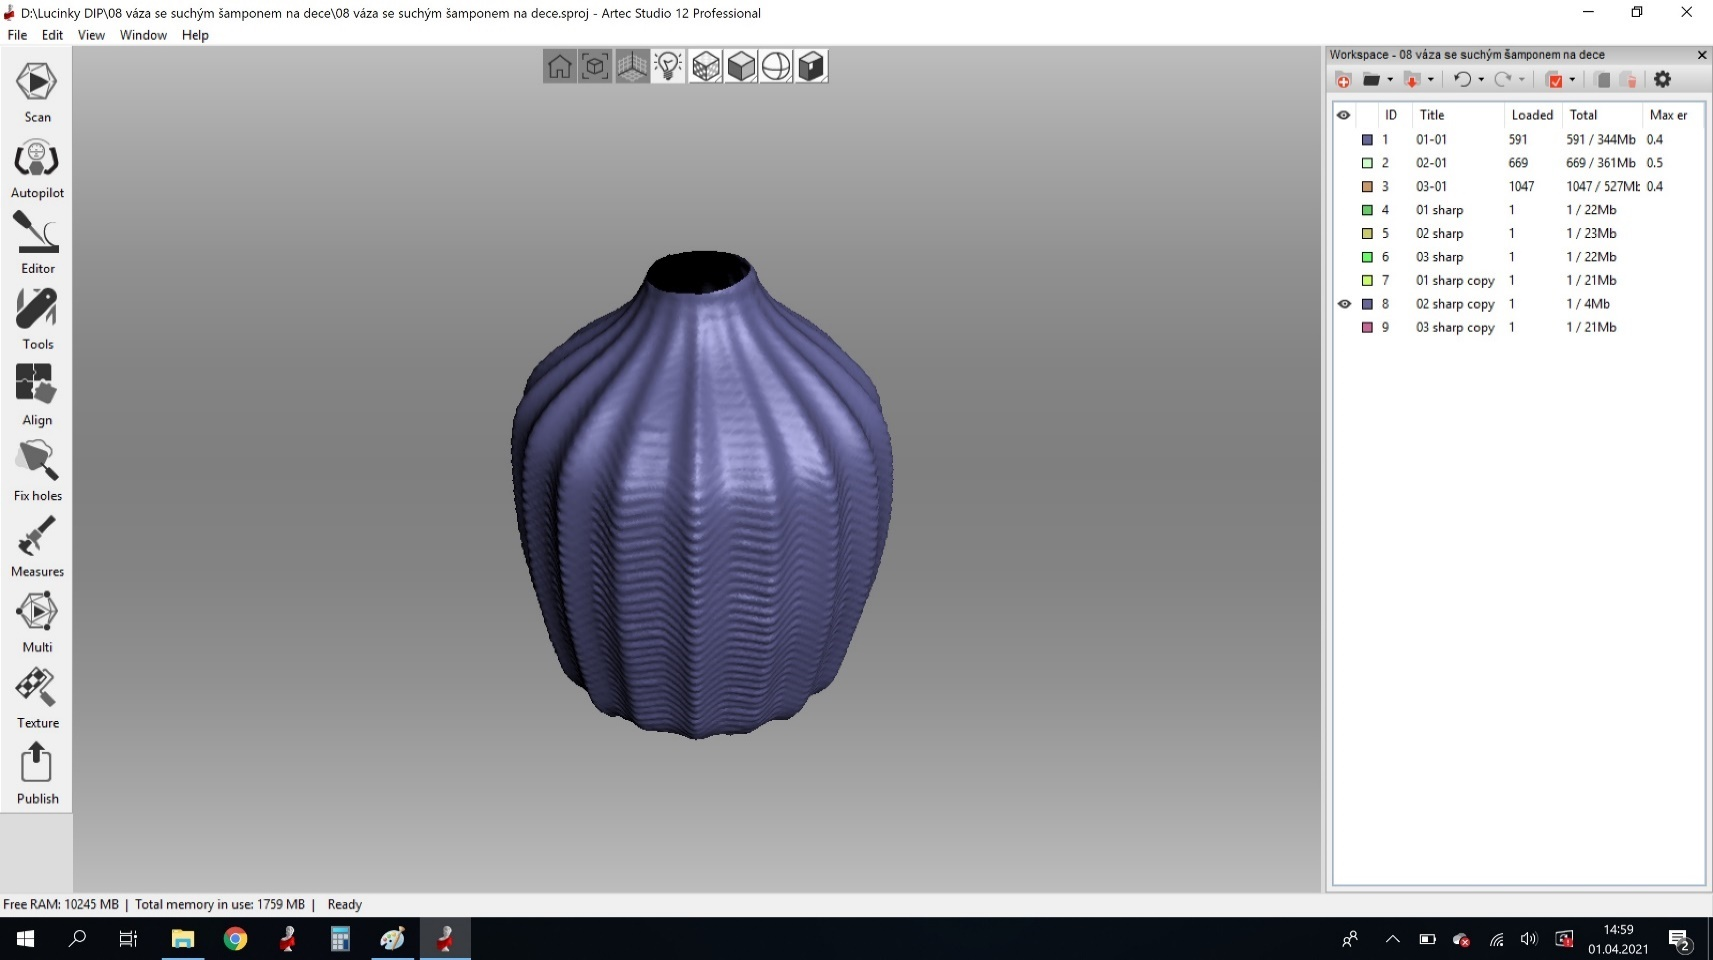 D:\Lucinky DIP\08 váza se suchým šamponem na dece\08 váza se suchým šamponem na dece.sproj - Artec Studio 12 Professional
File Edit View Window Help
Workspace - 08 váza se suchým šamponem na dece
Scan
Autopilot
Editor
Tools
Align
Fix holes
Measures
Multi
Texture
Publish
ID Title Loaded Total Max er
1 01-01 591 591 / 344Mb 0.4
2 02-01 669 669 / 361Mb 0.5
3 03-01 1047 1047 / 527Mb 0.4
4 01 sharp 1 1 / 22Mb
5 02 sharp 1 1 / 23Mb
6 03 sharp 1 1 / 22Mb
7 01 sharp copy 1 1 / 21Mb
8 02 sharp copy 1 1 / 4Mb
9 03 sharp copy 1 1 / 21Mb
Free RAM: 10245 MB | Total memory in use: 1759 MB | Ready
14:59
01.04.2021
2